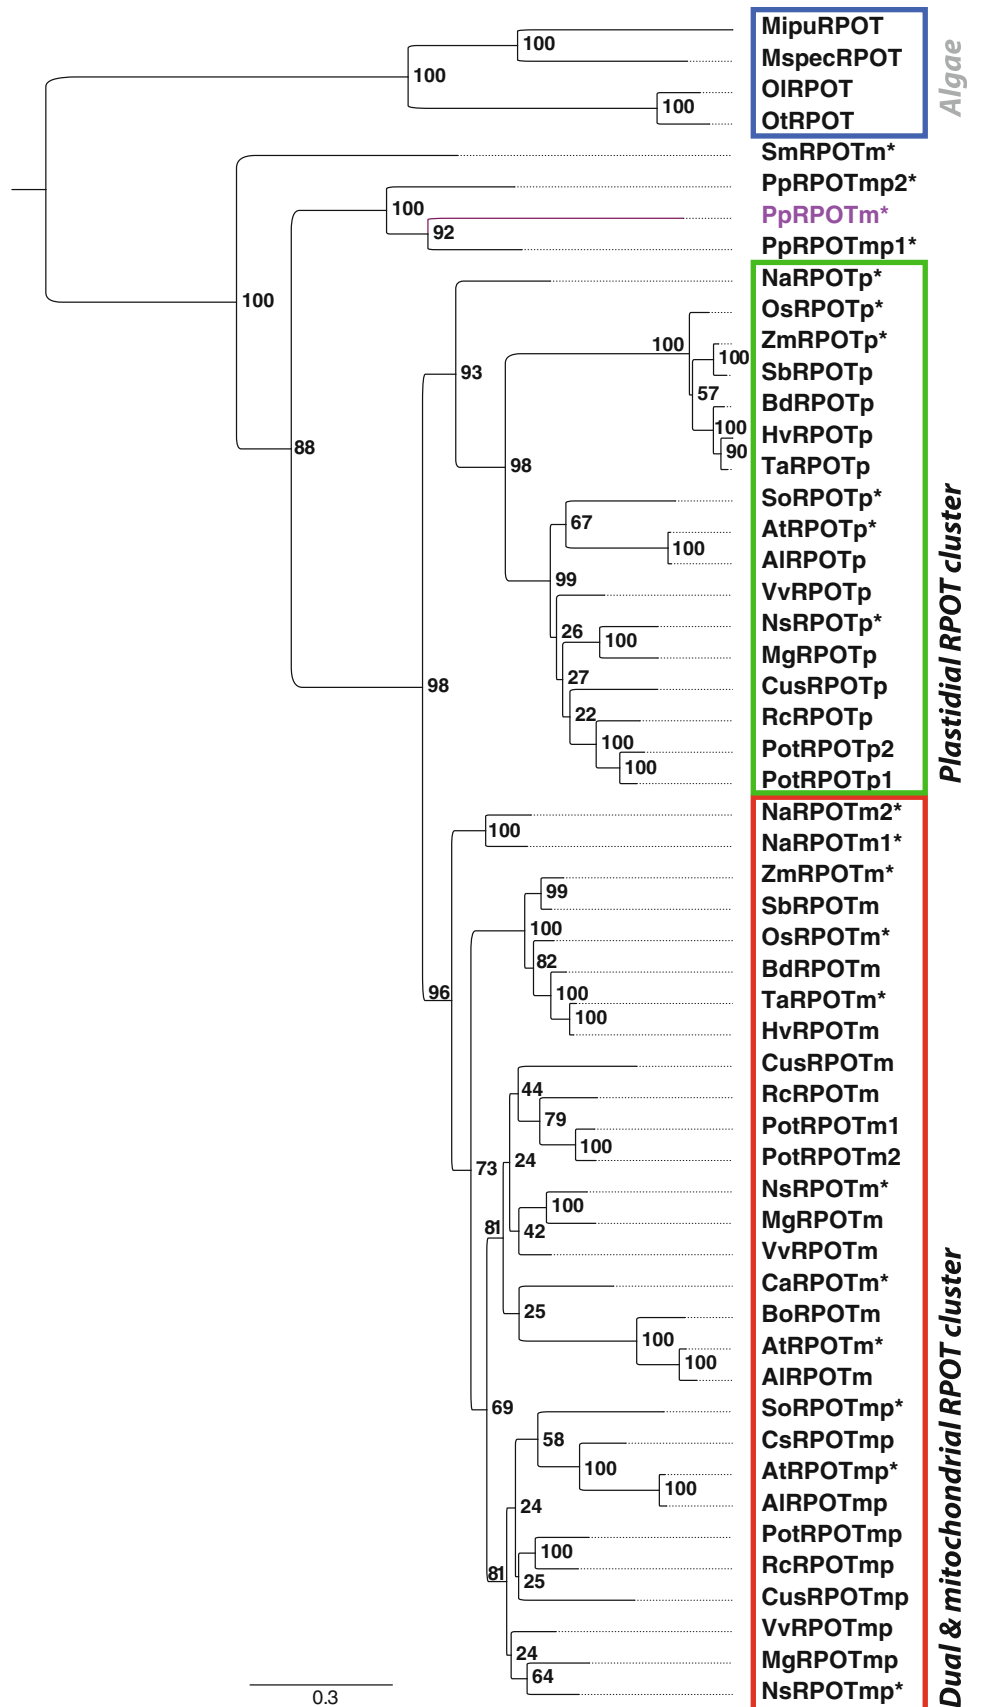 MipuRPOT
100
MspecRPOT
100
OlRPOT
100
OtRPOT
Algae
SmRPOTm*
PpRPOTmp2*
100
PpRPOTm*
92
PpRPOTmp1*
100
NaRPOTp*
OsRPOTp*
100
ZmRPOTp*
100
SbRPOTp
93
57
BdRPOTp
100
HvRPOTp
90
TaRPOTp
88
98
SoRPOTp*
67
AtRPOTp*
100
AlRPOTp
99
VvRPOTp
26
NsRPOTp*
100
MgRPOTp
27
CusRPOTp
98
22
RcRPOTp
100
PotRPOTp2
100
PotRPOTp1
Plastidial RPOT cluster
NaRPOTm2*
100
NaRPOTm1*
ZmRPOTm*
99
SbRPOTm
100
OsRPOTm*
82
BdRPOTm
96
100
TaRPOTm*
100
HvRPOTm
CusRPOTm
44
RcRPOTm
79
PotRPOTm1
100
PotRPOTm2
73
24
NsRPOTm*
100
MgRPOTm
81
42
VvRPOTm
CaRPOTm*
25
BoRPOTm
100
AtRPOTm*
100
AlRPOTm
69
SoRPOTmp*
58
CsRPOTmp
100
AtRPOTmp*
100
AlRPOTmp
24
PotRPOTmp
100
RcRPOTmp
81
25
CusRPOTmp
VvRPOTmp
24
MgRPOTmp
64
NsRPOTmp*
Dual & mitochondrial RPOT cluster
0.3